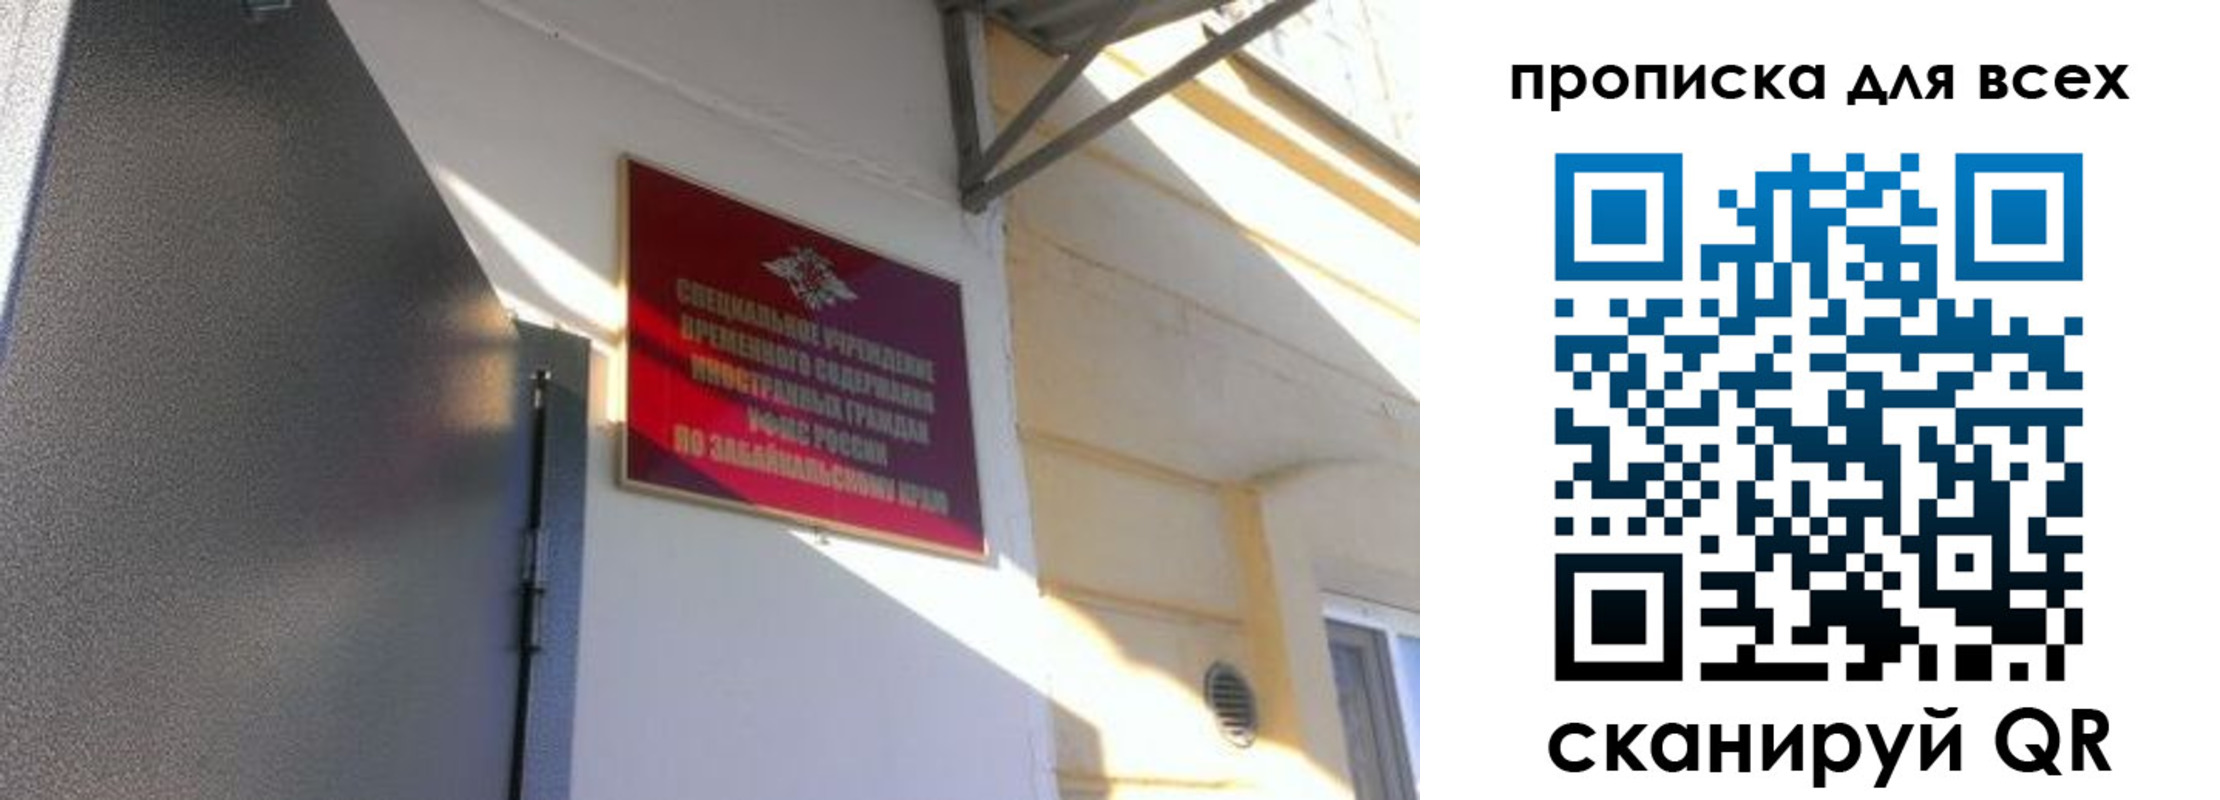 СПЕЦИАЛЬНОЕ УЧРЕЖДЕНИЕ
ВРЕМЕННОГО СОДЕРЖАНИЯ
ИНОСТРАННЫХ ГРАЖДАН
УФМС РОССИИ
ПО ЗАБАЙКАЛЬСКОМУ КРАЮ
прописка для всех
сканируй QR